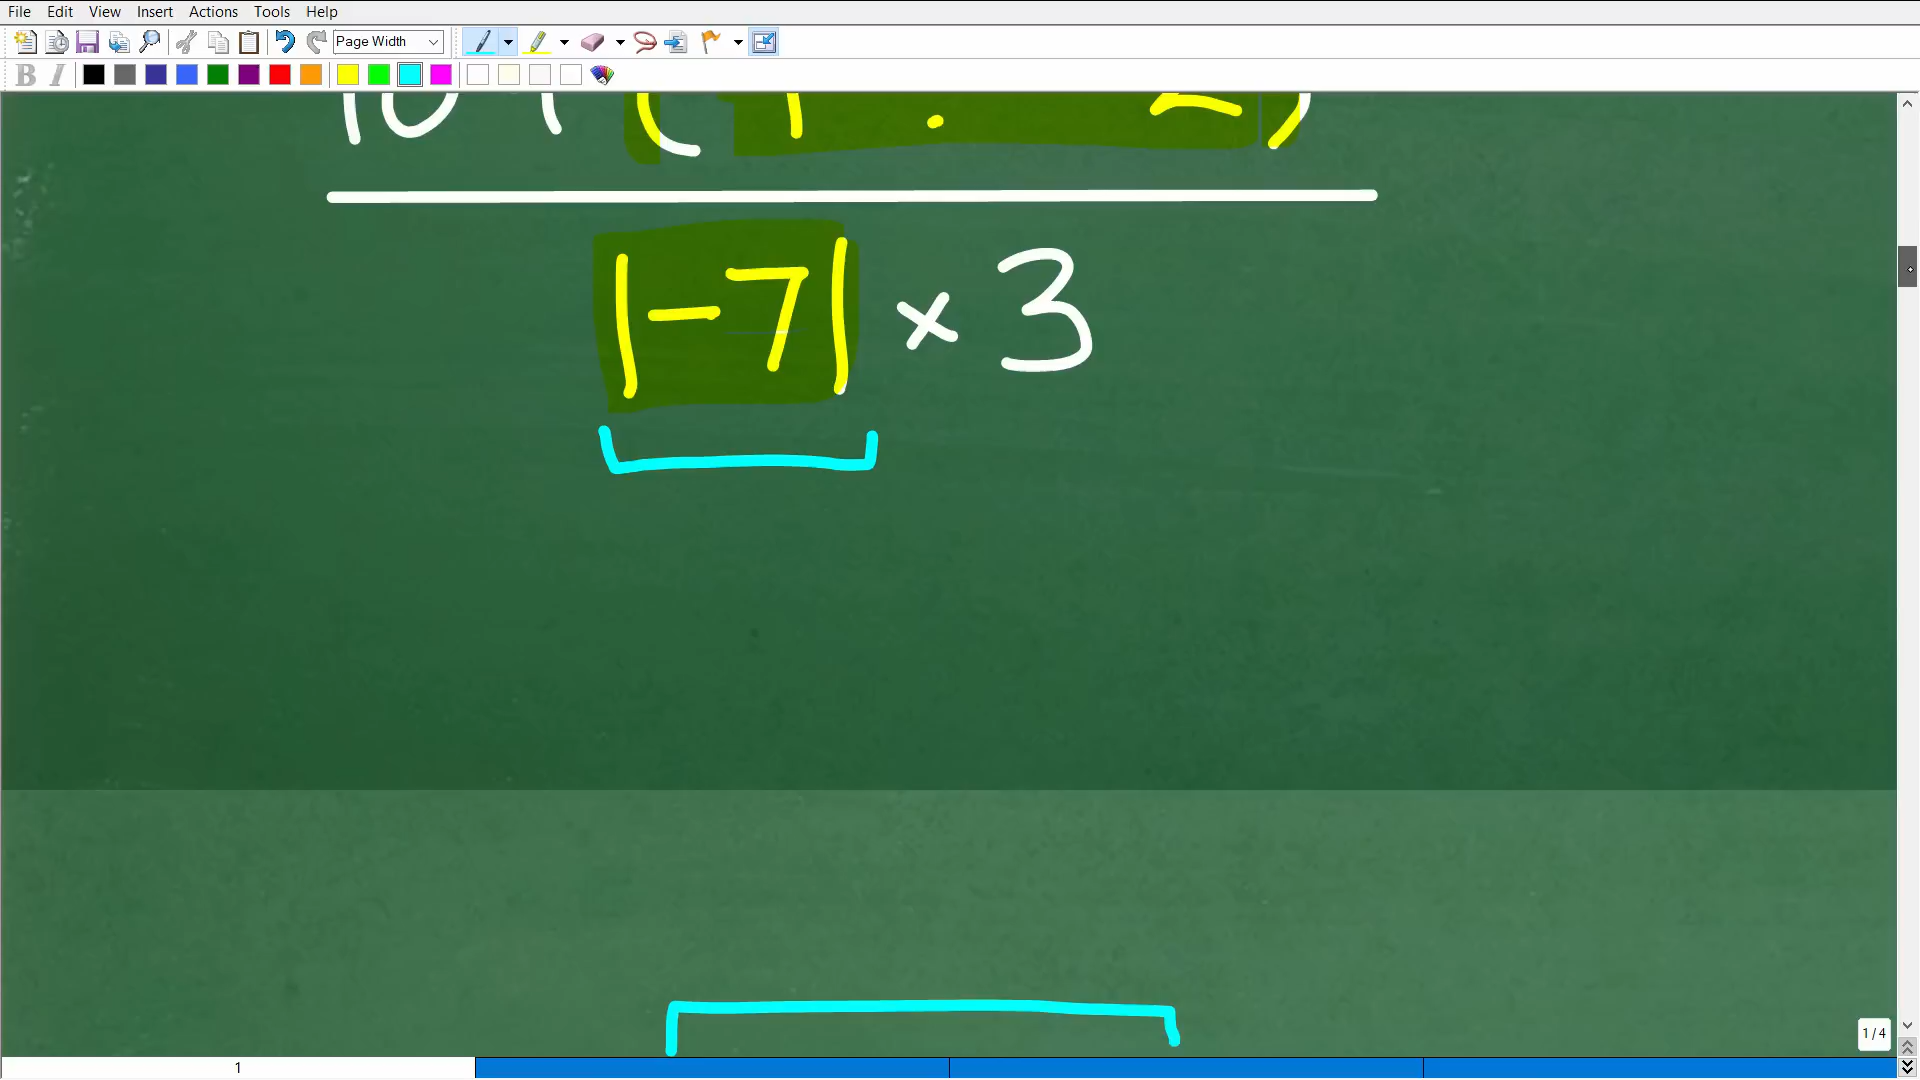 File Edit View Insert Actions Tools Help
Page Width
B I
|-7| × 3
1 / 4
1